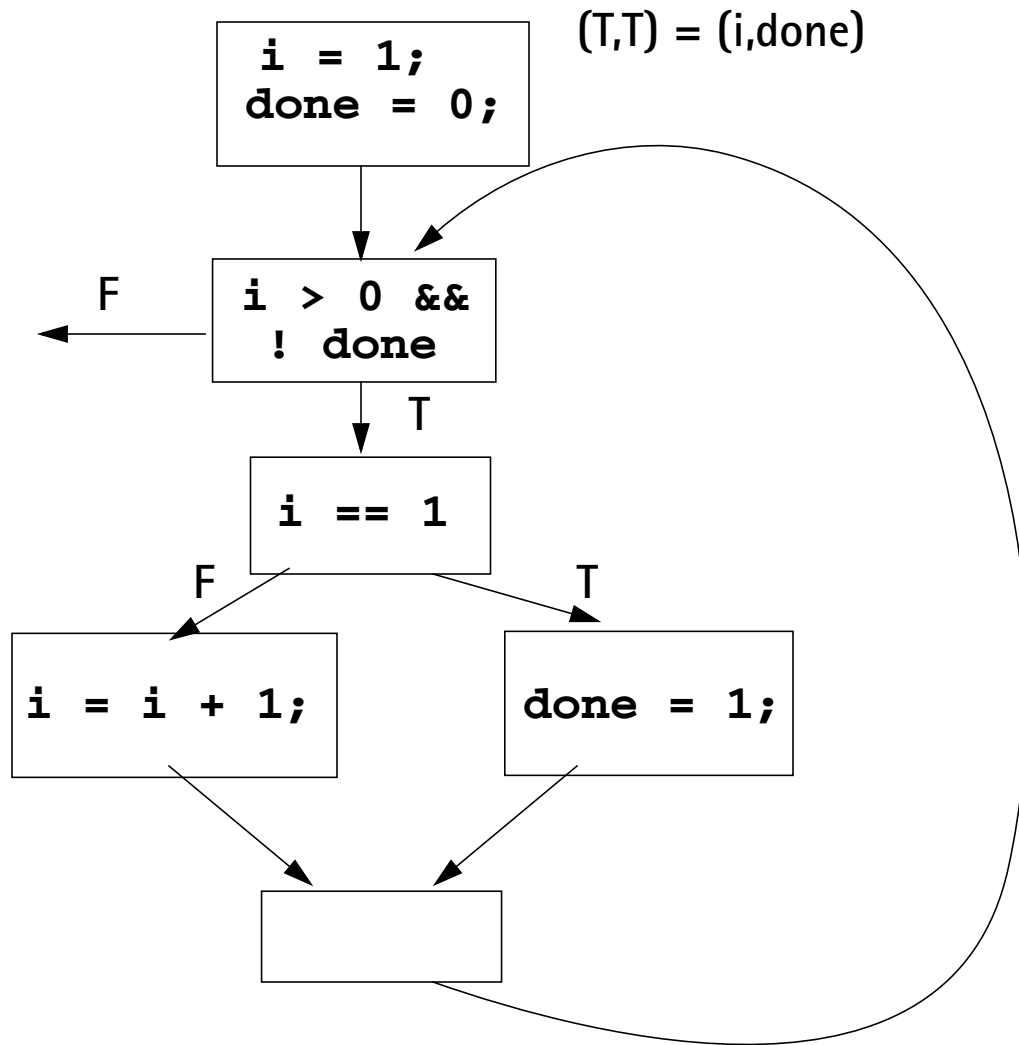 (T,T) = (i,done)
i = 1;
done = 0;
F
i > 0 &&
! done
T
i == 1
F
T
i = i + 1;
done = 1;